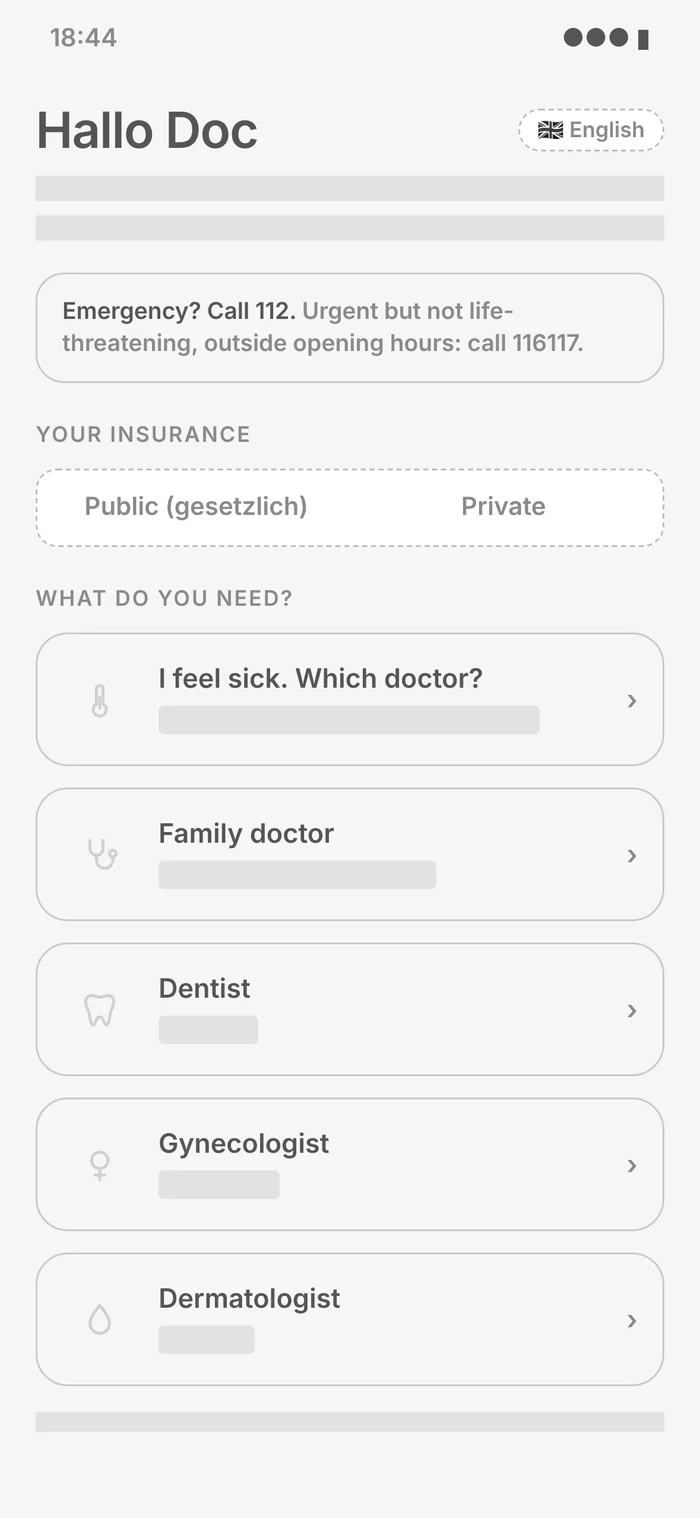 18:44
Hallo Doc
English
Emergency? Call 112. Urgent but not life-
threatening, outside opening hours: call 116117.
YOUR INSURANCE
Public (gesetzlich) Private
WHAT DO YOU NEED?
I feel sick. Which doctor?
Family doctor
Dentist
Gynecologist
Dermatologist